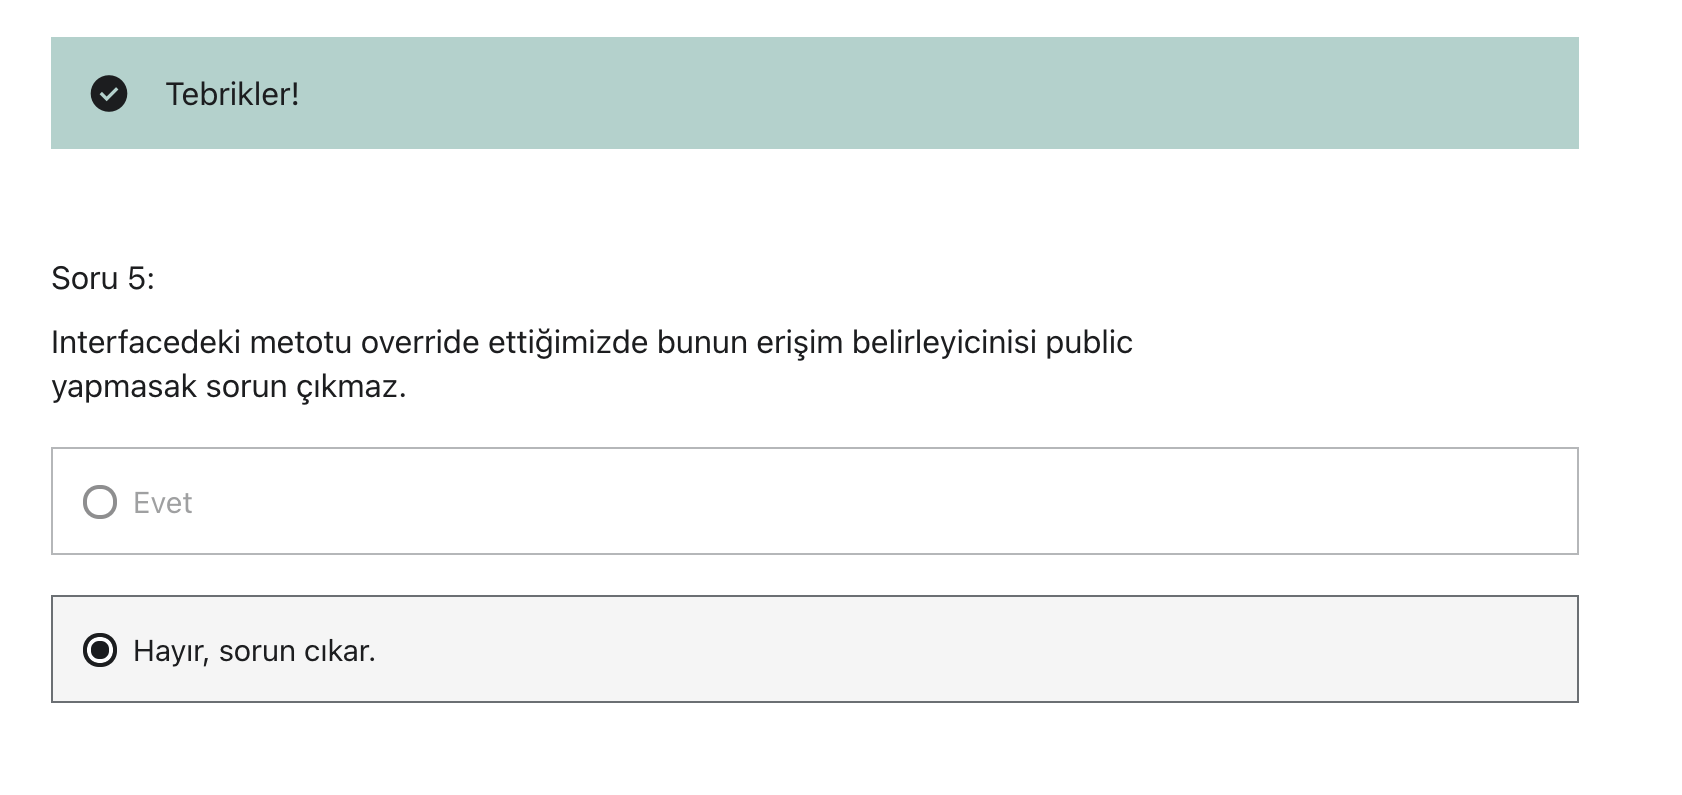 Tebrikler!
Soru 5:
Interfacedeki metotu override ettiğimizde bunun erişim belirleyicinisi public
yapmasak sorun çıkmaz.
Evet
Hayır, sorun cıkar.